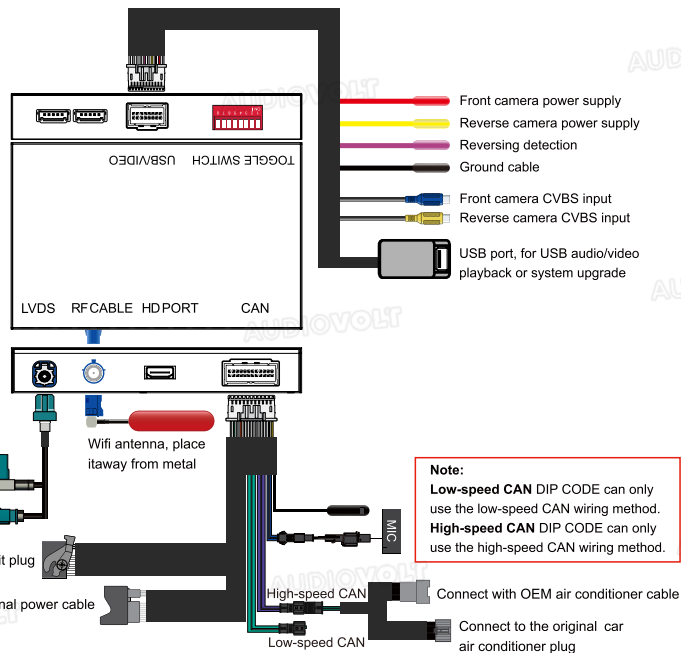 AUDIOVOLT
AUD
Front camera power supply
Reverse camera power supply
Reversing detection
Ground cable
Front camera CVBS input
Reverse camera CVBS input
USB port, for USB audio/video
playback or system upgrade
USB/VIDEO
TOGGLE SWITCH
LVDS
RF CABLE
HD PORT
CAN
AUDIOVOLT
AU
Wifi antenna, place
itaway from metal
Note:
Low-speed CAN DIP CODE can only
use the low-speed CAN wiring method.
High-speed CAN DIP CODE can only
use the high-speed CAN wiring method.
MIC
it plug
nal power cable
AUDIOVOLT
High-speed CAN
Low-speed CAN
Connect with OEM air conditioner cable
Connect to the original car
air conditioner plug